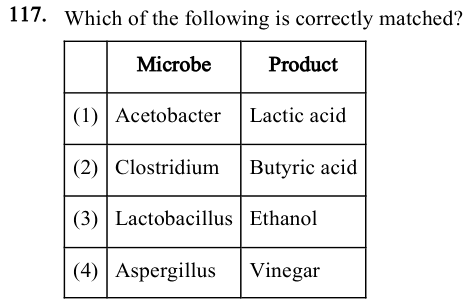 117. Which of the following is correctly matched?
Microbe Product
(1) Acetobacter Lactic acid
(2) Clostridium Butyric acid
(3) Lactobacillus Ethanol
(4) Aspergillus Vinegar